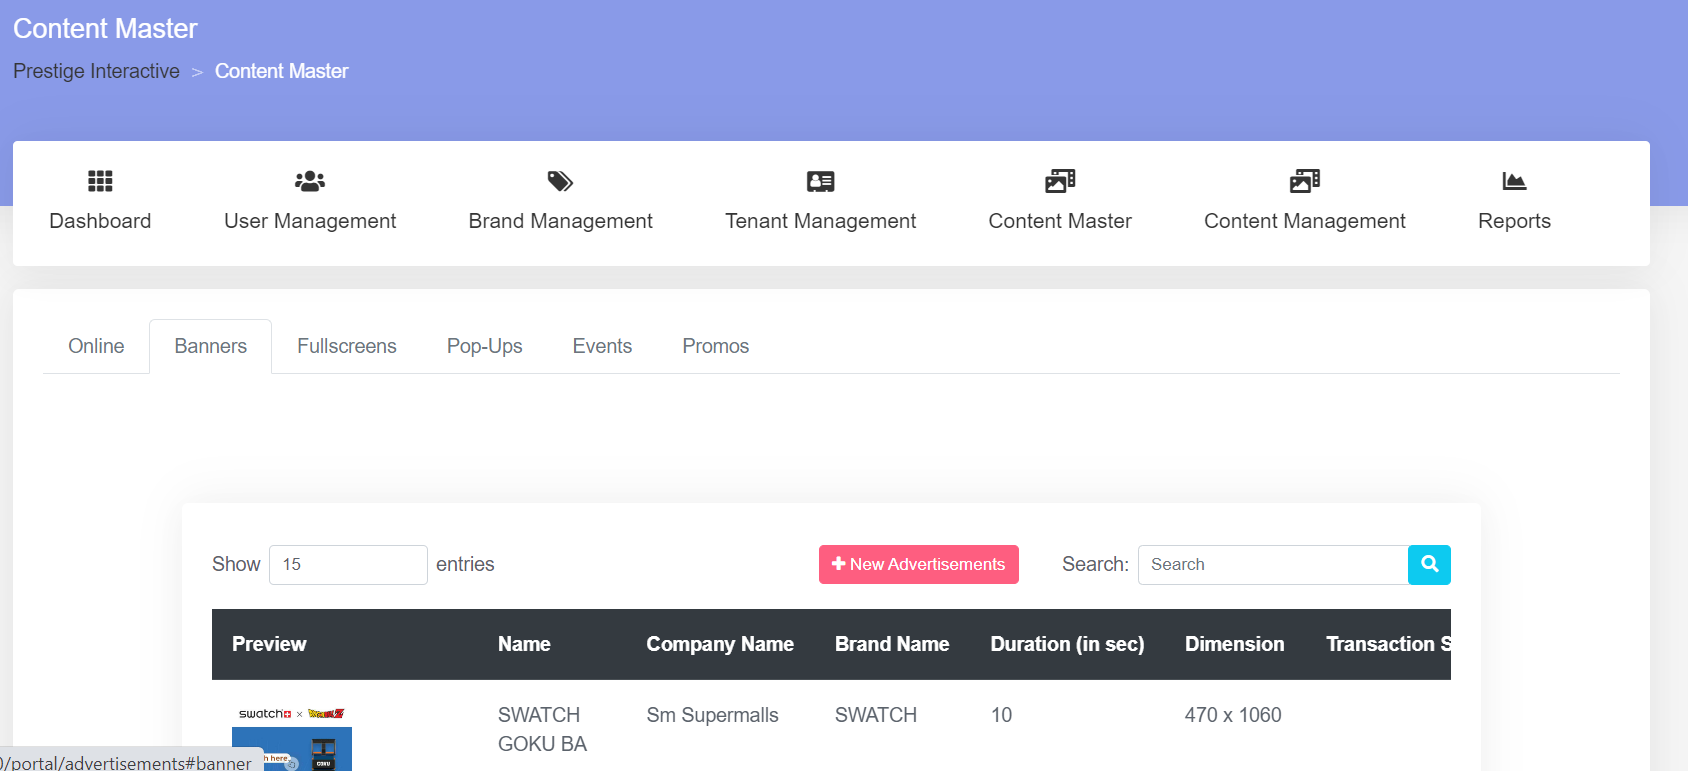 Content Master
Prestige Interactive > Content Master
Dashboard User Management Brand Management Tenant Management Content Master Content Management Reports
Online Banners Fullscreens Pop-Ups Events Promos
Show 15 entries New Advertisements Search: Search
Preview Name Company Name Brand Name Duration (in sec) Dimension Transaction S
swatch x
SWATCH Sm Supermalls SWATCH 10 470 x 1060
GOKU BA
h here
GOKU
/portal/advertisements#banner